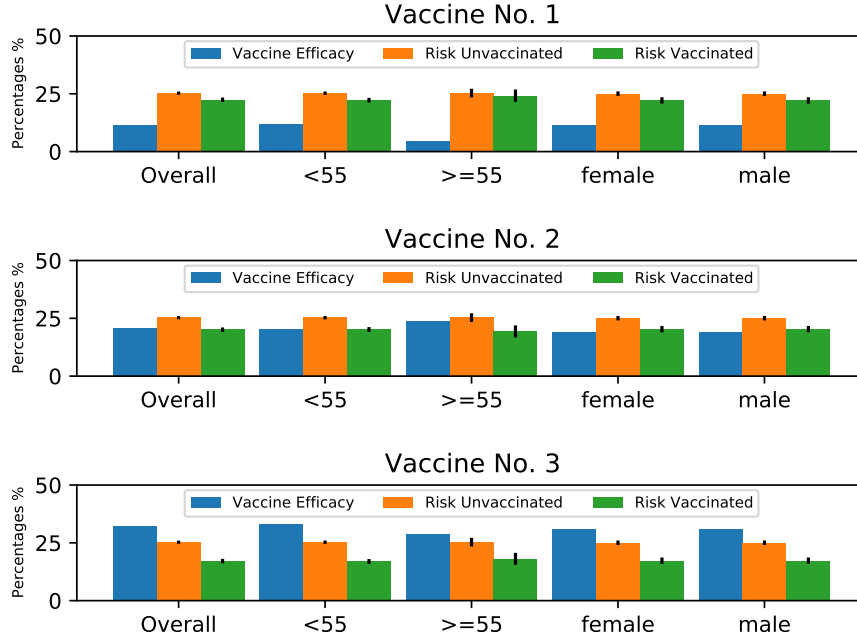 Vaccine No. 1
Percentages %
50
25
0
Vaccine Efficacy Risk Unvaccinated Risk Vaccinated
Overall <55 >=55 female male
Vaccine No. 2
Percentages %
50
25
0
Vaccine Efficacy Risk Unvaccinated Risk Vaccinated
Overall <55 >=55 female male
Vaccine No. 3
Percentages %
50
25
0
Vaccine Efficacy Risk Unvaccinated Risk Vaccinated
Overall <55 >=55 female male